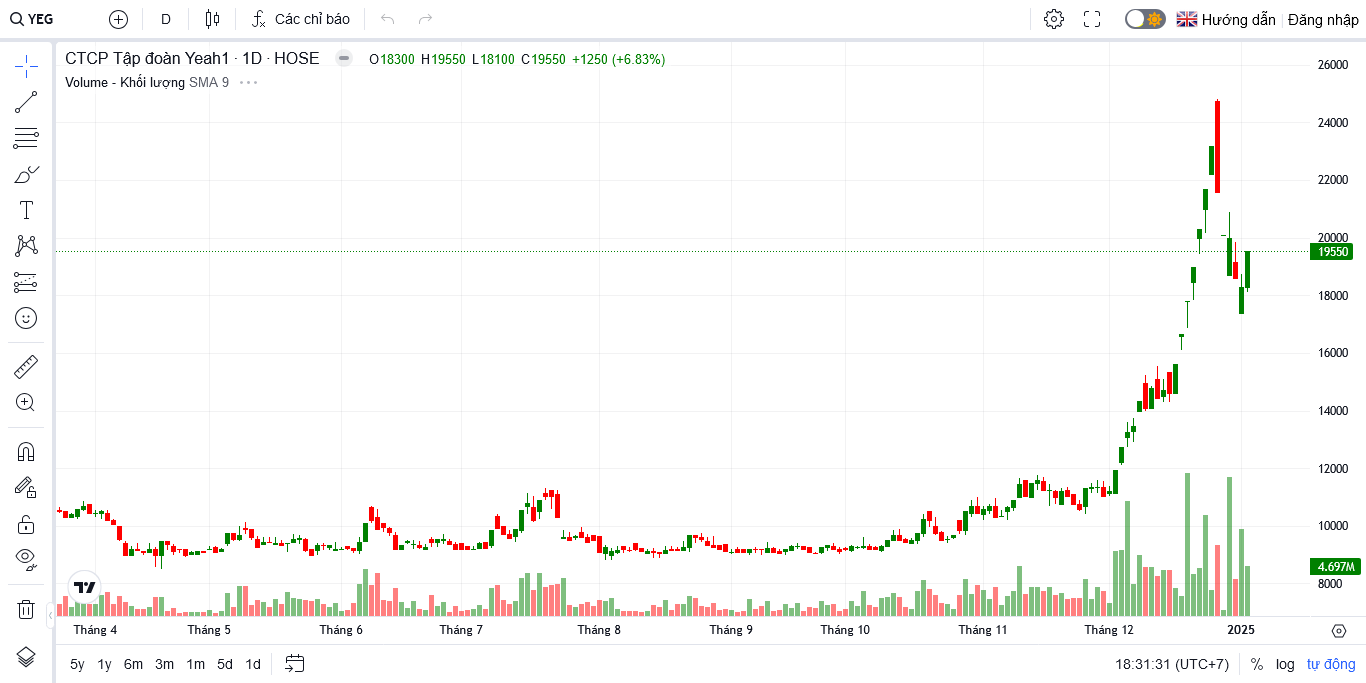 YEG D Các chỉ báo Hướng dẫn Đăng nhập
CTCP Tập đoàn Yeah1 · 1D · HOSE O18300 H19550 L18100 C19550 +1250 (+6.83%)
Volume - Khối lượng SMA 9
26000
24000
22000
20000
19550
18000
16000
14000
12000
10000
4.697M
8000
Tháng 4 Tháng 5 Tháng 6 Tháng 7 Tháng 8 Tháng 9 Tháng 10 Tháng 11 Tháng 12 2025
5y 1y 6m 3m 1m 5d 1d 18:31:31 (UTC+7) % log tự động